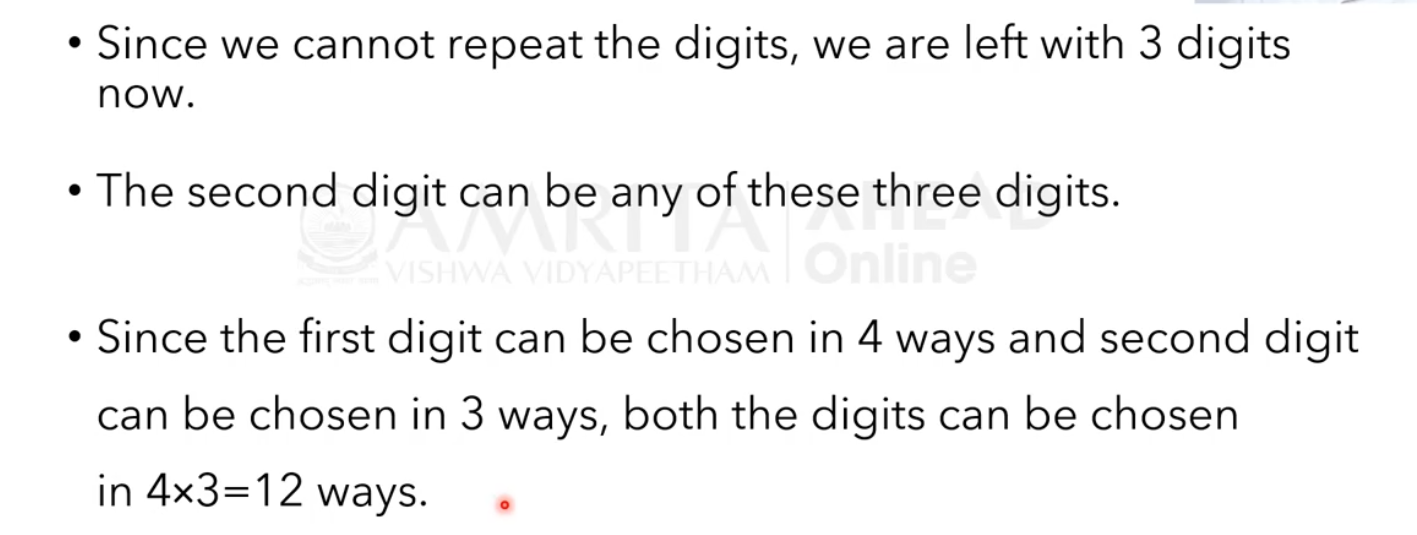 • Since we cannot repeat the digits, we are left with 3 digits
now.
• The second digit can be any of these three digits.
AMRITA AHEAD
VISHWA VIDYAPEETHAM Online
• Since the first digit can be chosen in 4 ways and second digit
can be chosen in 3 ways, both the digits can be chosen
in 4×3=12 ways.